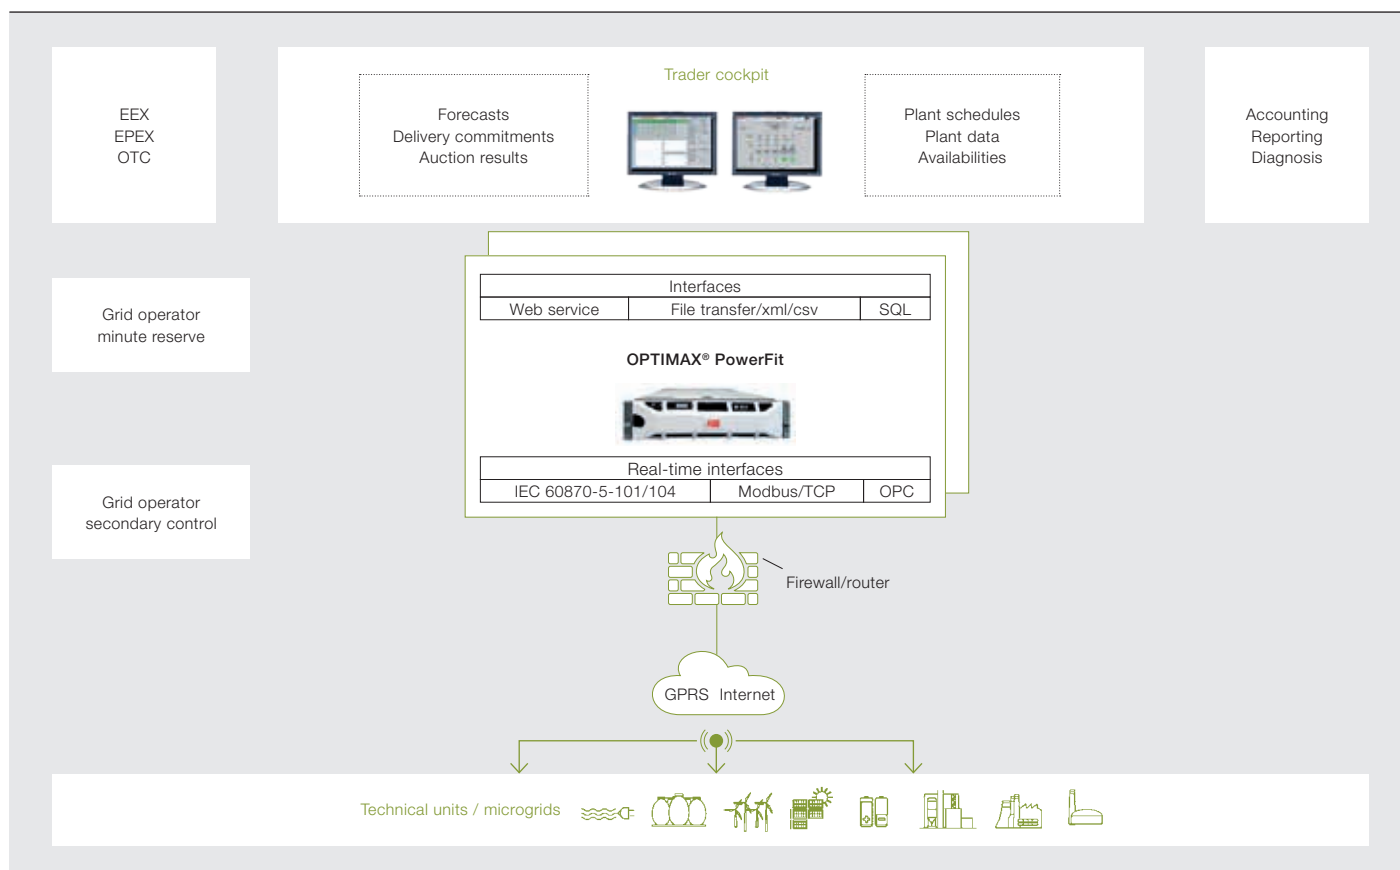 EEX
EPEX
OTC
Trader cockpit
Forecasts
Delivery commitments
Auction results
Plant schedules
Plant data
Availabilities
Accounting
Reporting
Diagnosis
Grid operator
minute reserve
Interfaces
Web service
File transfer/xml/csv
SQL
OPTIMAX® PowerFit
ABB
Real-time interfaces
IEC 60870-5-101/104
Modbus/TCP
OPC
Grid operator
secondary control
Firewall/router
GPRS Internet
Technical units / microgrids